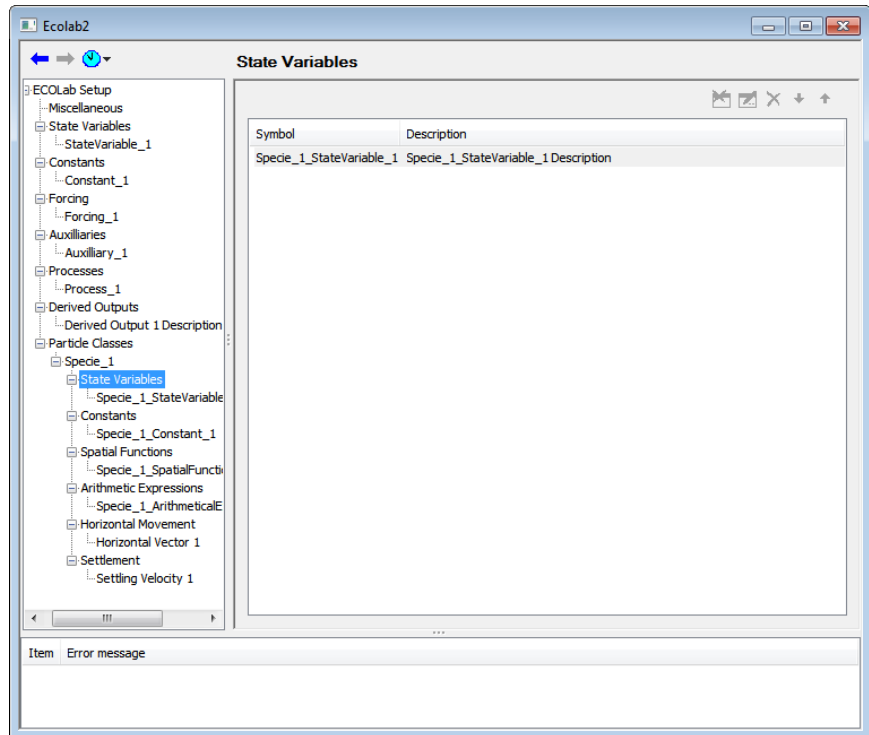 Ecolab2
State Variables
ECOLab Setup
Miscellaneous
State Variables
StateVariable_1
Constants
Constant_1
Forcing
Forcing_1
Auxilliaries
Auxilliary_1
Processes
Process_1
Derived Outputs
Derived Output 1 Description
Particle Classes
Specie_1
State Variables
Specie_1_StateVariable
Constants
Specie_1_Constant_1
Spatial Functions
Specie_1_SpatialFuncti
Arithmetic Expressions
Specie_1_ArithmeticalE
Horizontal Movement
Horizontal Vector 1
Settlement
Settling Velocity 1
Symbol Description
Specie_1_StateVariable_1 Specie_1_StateVariable_1 Description
Item Error message